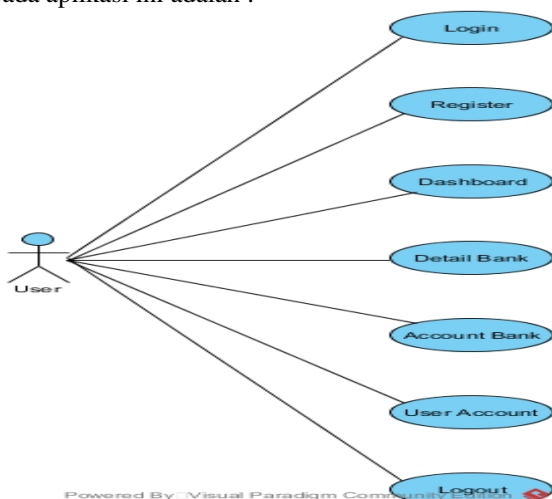 ada aplikasi ini adalah :
Login
Register
Dashboard
User
Detail Bank
Account Bank
User Account
Logout
Powered By Visual Paradigm Community Edition